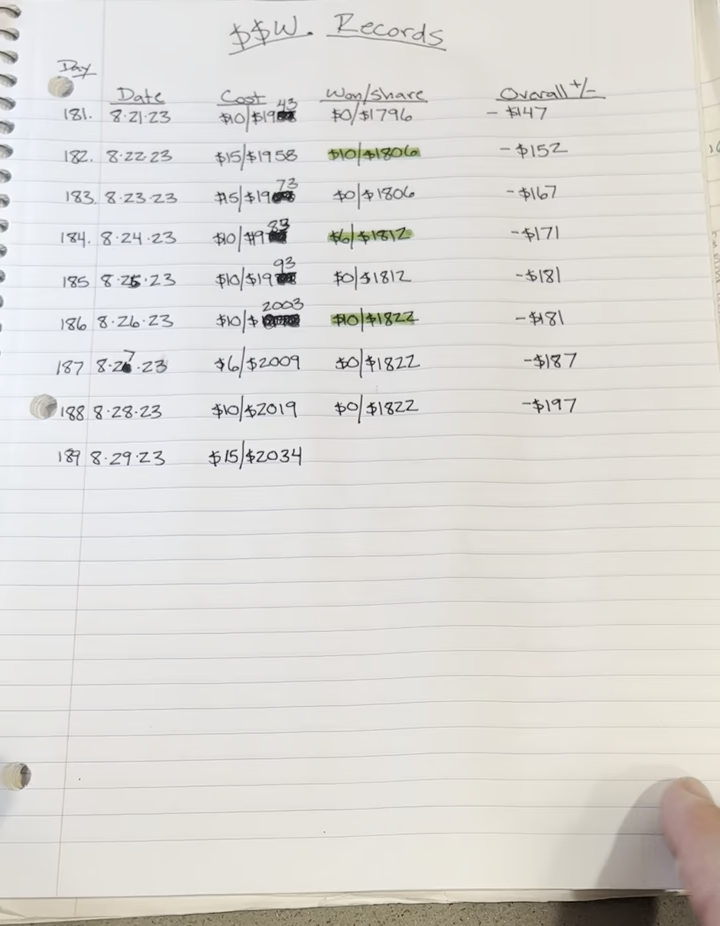 $$W. Records
Day Date Cost Won/Share Overall +/-
181. 8.21.23 $10/$1943 $0/$1796 - $147
182. 8.22.23 $15/$1958 $10/$1806 - $152
183. 8.23.23 $15/$1973 $0/$1806 - $167
184. 8.24.23 $10/$1983 $6/$1812 - $171
185 8.25.23 $10/$1993 $0/$1812 - $181
186 8.26.23 $10/$2003 $10/$1822 - $181
187 8.27.23 $6/$2009 $0/$1822 - $187
188 8.28.23 $10/$2019 $0/$1822 - $197
189 8.29.23 $15/$2034